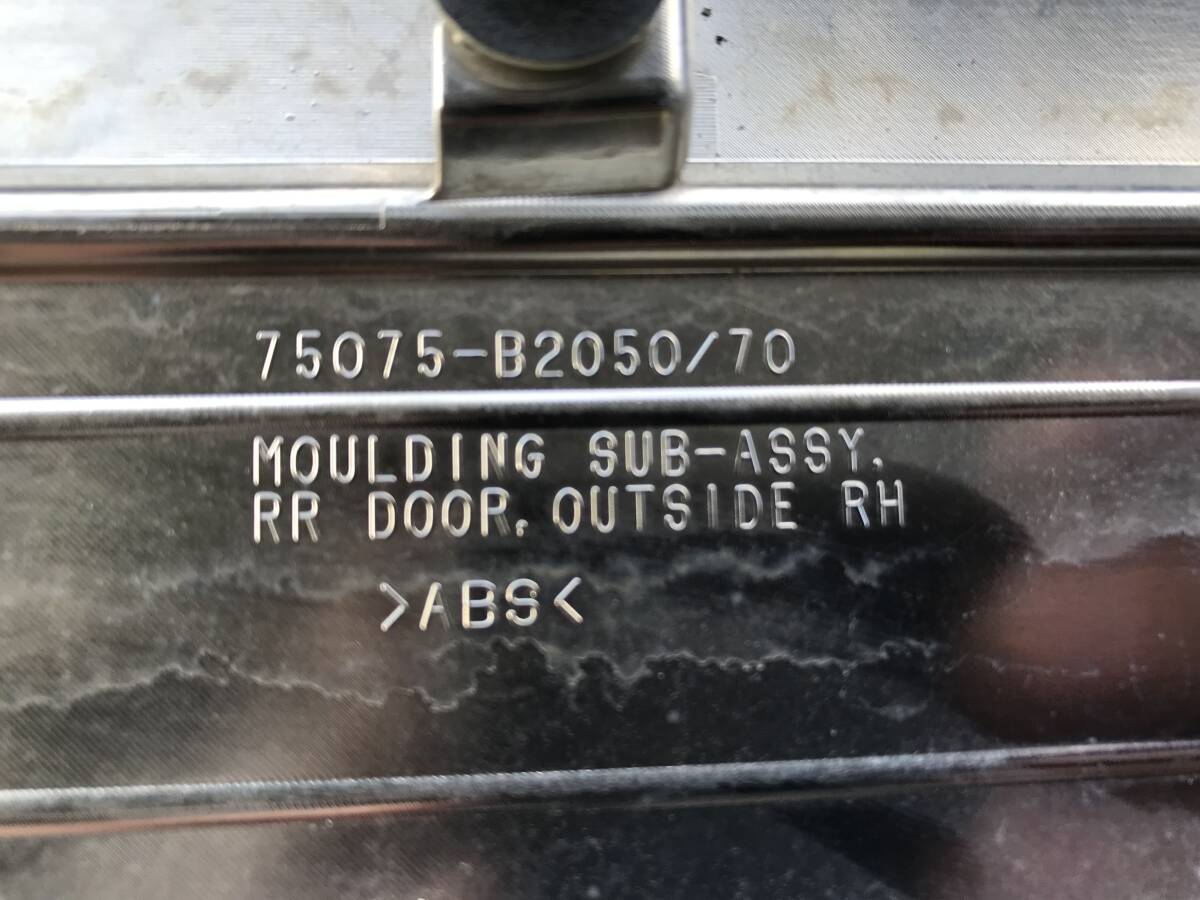 75075-B2050/70
MOULDING SUB-ASSY,
RR DOOR, OUTSIDE RH
>ABS<